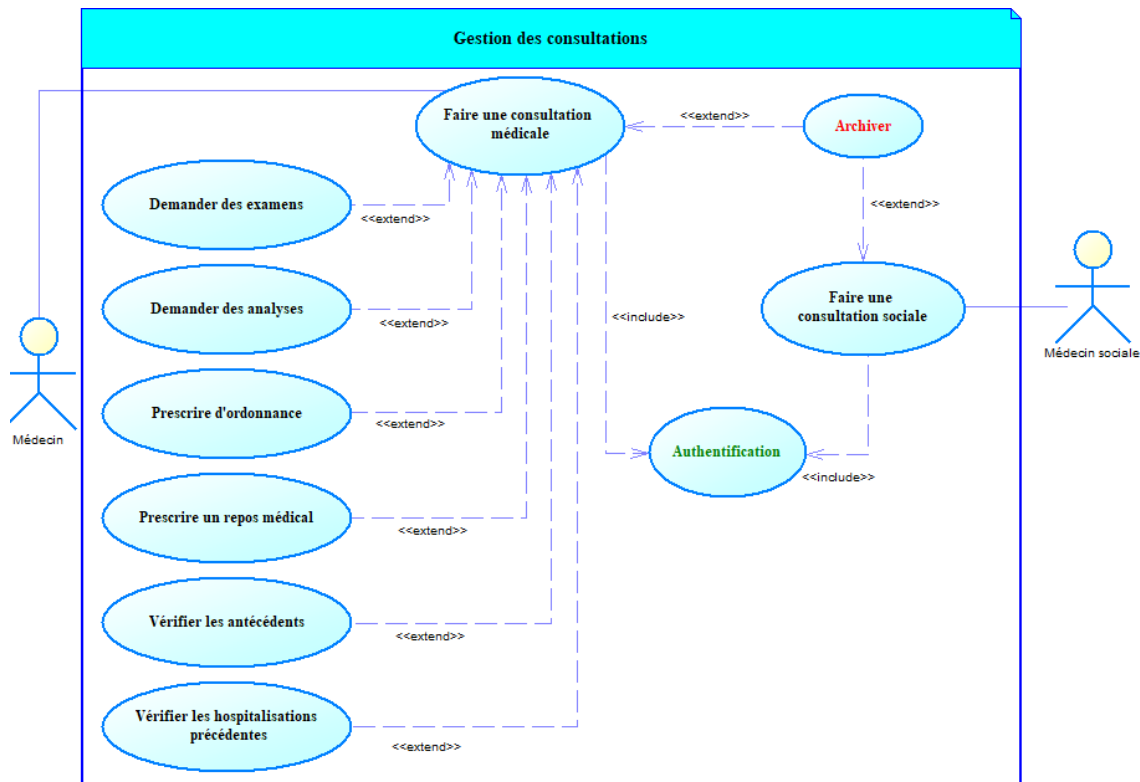 Gestion des consultations
Faire une consultation
médicale
<<extend>>
Archiver
Demander des examens
<<extend>>
<<extend>>
Demander des analyses
<<extend>>
<<include>>
Faire une
consultation sociale
Médecin sociale
Médecin
Prescrire d'ordonnance
<<extend>>
Authentification
<<include>>
Prescrire un repos médical
<<extend>>
Vérifier les antécédents
<<extend>>
Vérifier les hospitalisations
précédentes
<<extend>>